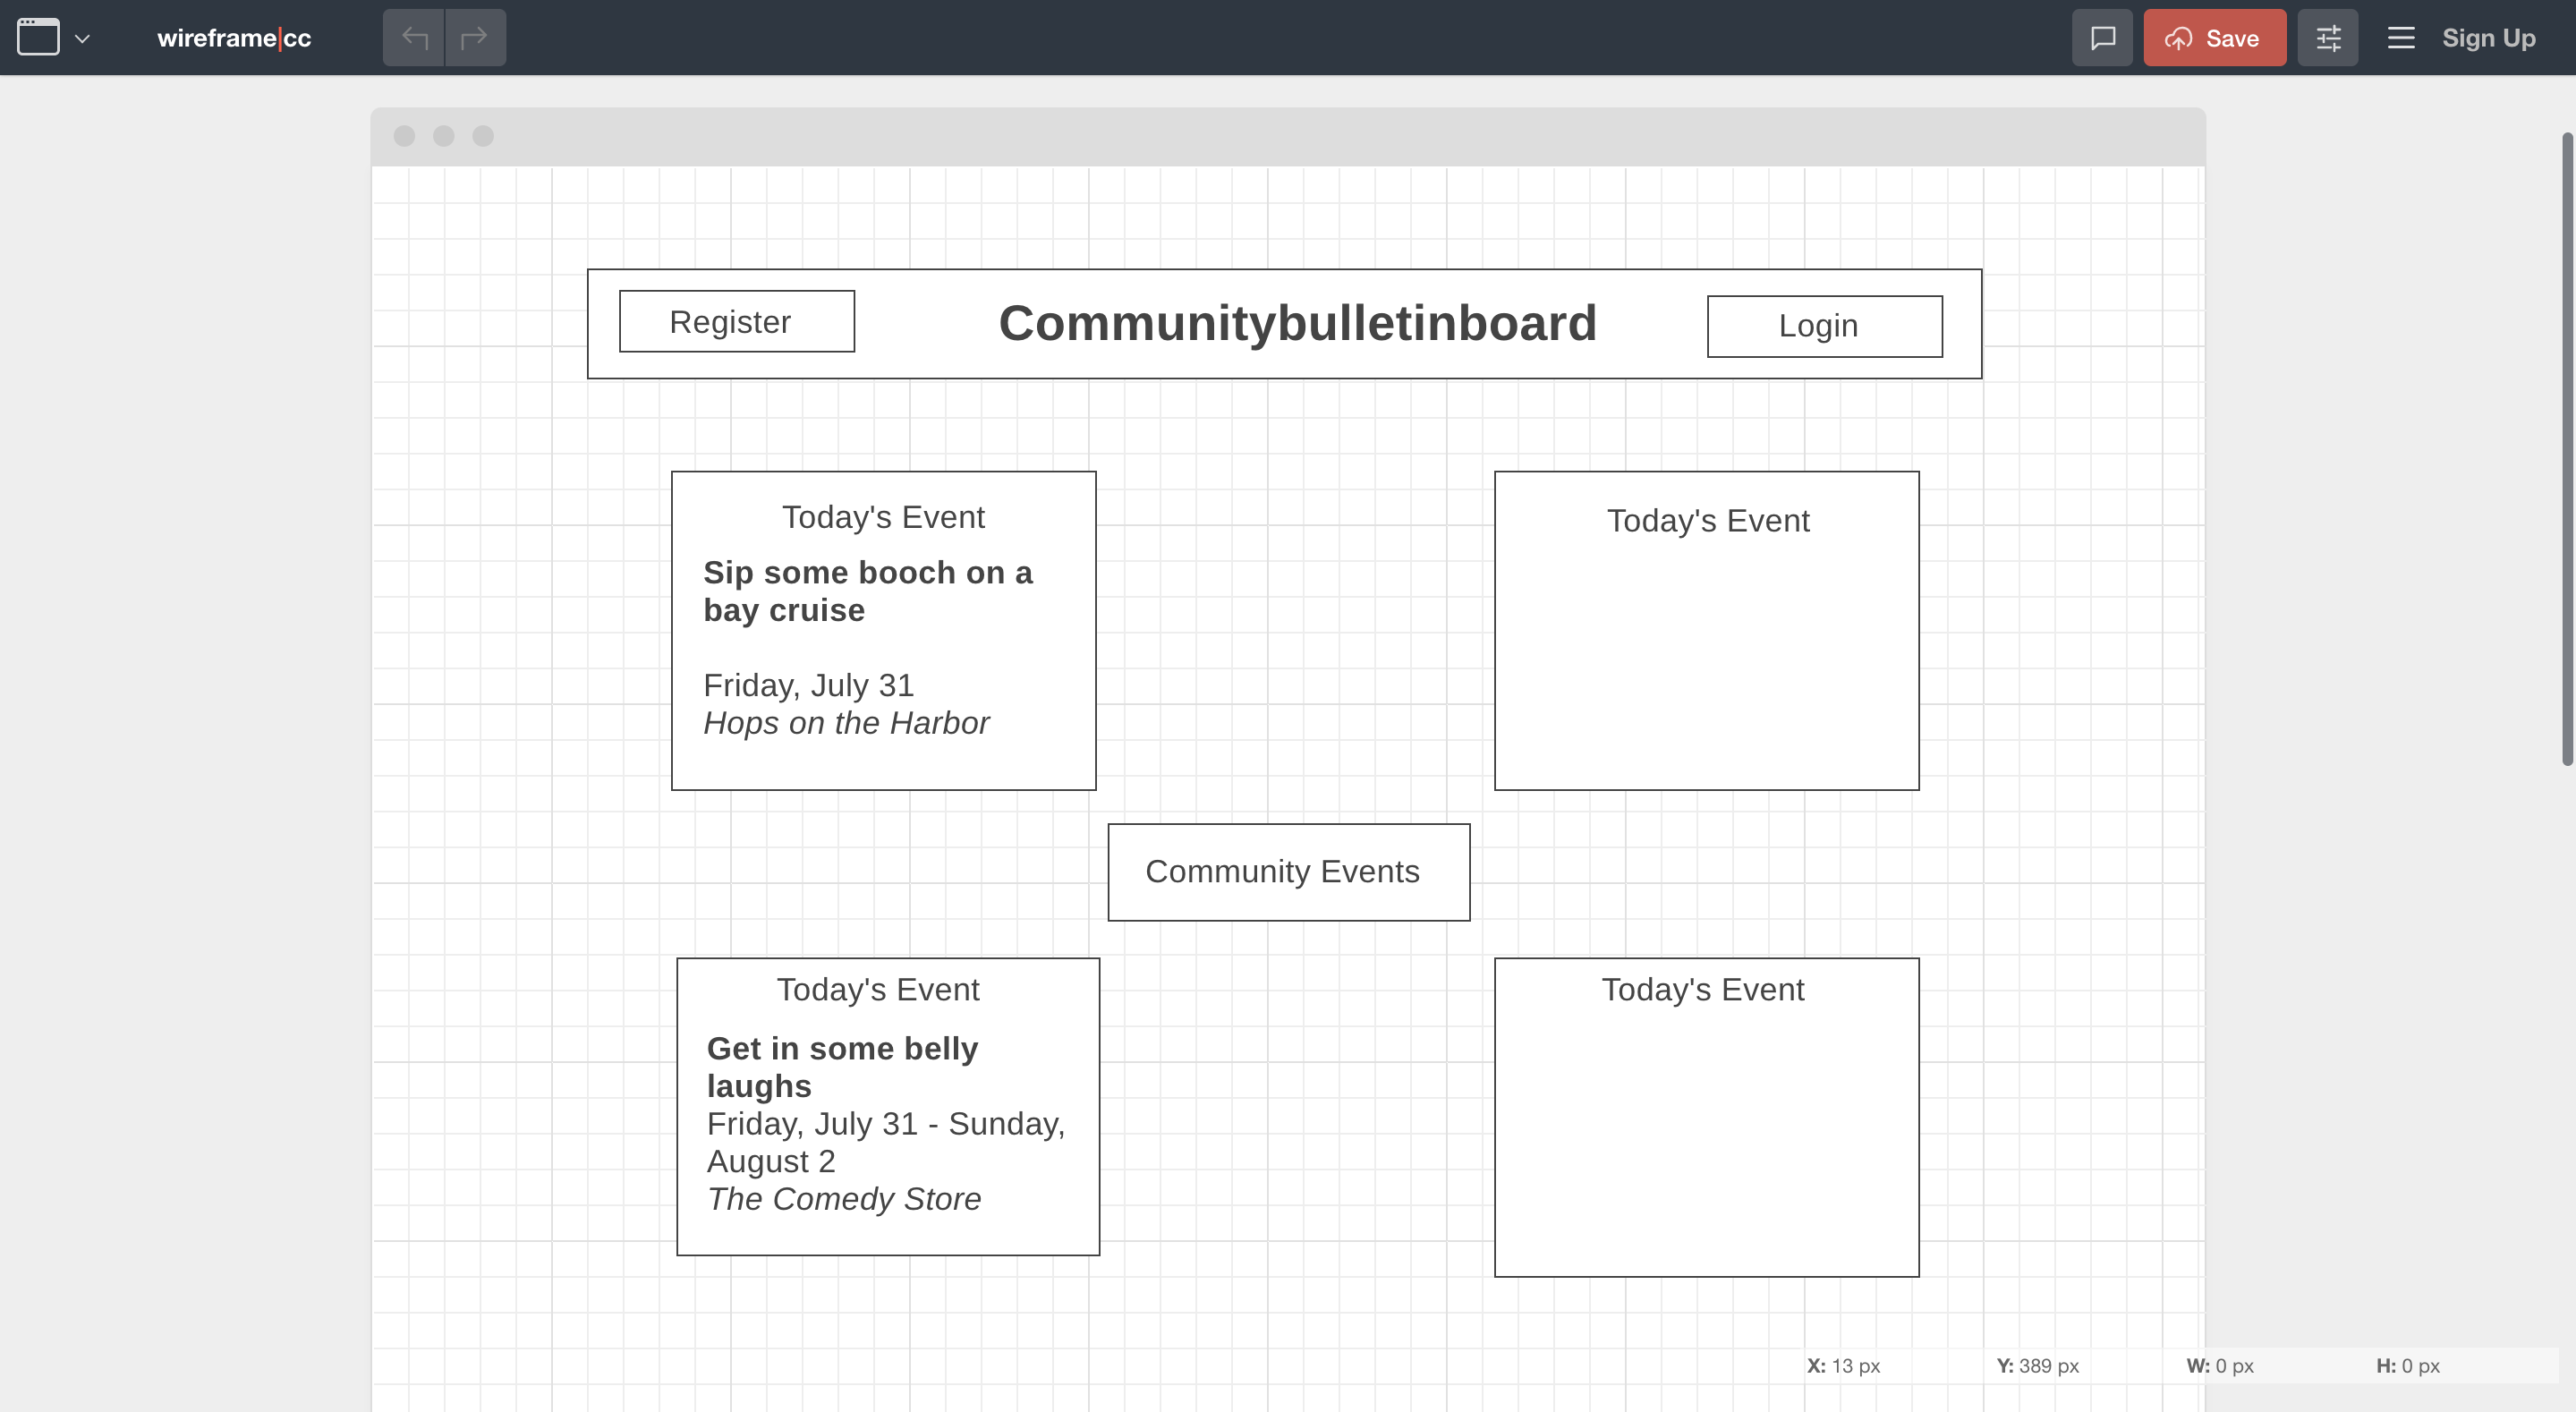 wireframe|cc
Save
Sign Up
Register
Communitybulletinboard
Login
Today's Event
Sip some booch on a
bay cruise
Friday, July 31
Hops on the Harbor
Today's Event
Community Events
Today's Event
Get in some belly
laughs
Friday, July 31 - Sunday,
August 2
The Comedy Store
Today's Event
X: 13 px Y: 389 px W: 0 px H: 0 px